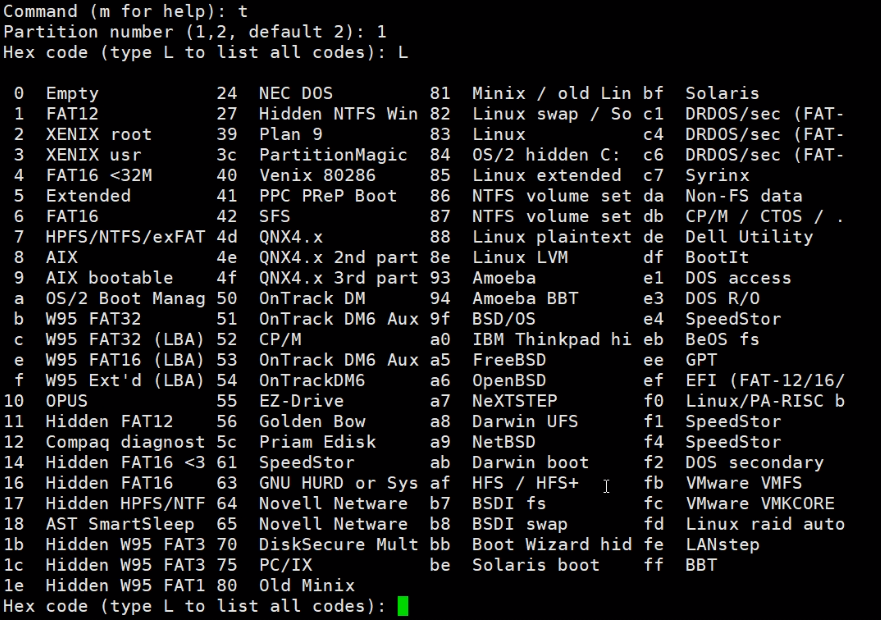 Command (m for help): t
Partition number (1,2, default 2): 1
Hex code (type L to list all codes): L
 0  Empty           24  NEC DOS         81  Minix / old Lin bf  Solaris
 1  FAT12           27  Hidden NTFS Win 82  Linux swap / So c1  DRDOS/sec (FAT-
 2  XENIX root      39  Plan 9          83  Linux           c4  DRDOS/sec (FAT-
 3  XENIX usr       3c  PartitionMagic  84  OS/2 hidden C:  c6  DRDOS/sec (FAT-
 4  FAT16 <32M      40  Venix 80286     85  Linux extended  c7  Syrinx
 5  Extended        41  PPC PReP Boot   86  NTFS volume set da  Non-FS data
 6  FAT16           42  SFS             87  NTFS volume set db  CP/M / CTOS / .
 7  HPFS/NTFS/exFAT 4d  QNX4.x          88  Linux plaintext de  Dell Utility
 8  AIX             4e  QNX4.x 2nd part 8e  Linux LVM       df  BootIt
 9  AIX bootable    4f  QNX4.x 3rd part 93  Amoeba          e1  DOS access
 a  OS/2 Boot Manag 50  OnTrack DM      94  Amoeba BBT      e3  DOS R/O
 b  W95 FAT32       51  OnTrack DM6 Aux 9f  BSD/OS          e4  SpeedStor
 c  W95 FAT32 (LBA) 52  CP/M            a0  IBM Thinkpad hi eb  BeOS fs
 e  W95 FAT16 (LBA) 53  OnTrack DM6 Aux a5  FreeBSD         ee  GPT
 f  W95 Ext'd (LBA) 54  OnTrackDM6      a6  OpenBSD         ef  EFI (FAT-12/16/
10  OPUS            55  EZ-Drive        a7  NeXTSTEP        f0  Linux/PA-RISC b
11  Hidden FAT12    56  Golden Bow      a8  Darwin UFS      f1  SpeedStor
12  Compaq diagnost 5c  Priam Edisk     a9  NetBSD          f4  SpeedStor
14  Hidden FAT16 <3 61  SpeedStor       ab  Darwin boot     f2  DOS secondary
16  Hidden FAT16    63  GNU HURD or Sys af  HFS / HFS+      fb  VMware VMFS
17  Hidden HPFS/NTF 64  Novell Netware  b7  BSDI fs         fc  VMware VMKCORE
18  AST SmartSleep  65  Novell Netware  b8  BSDI swap       fd  Linux raid auto
1b  Hidden W95 FAT3 70  DiskSecure Mult bb  Boot Wizard hid fe  LANstep
1c  Hidden W95 FAT3 75  PC/IX           be  Solaris boot    ff  BBT
1e  Hidden W95 FAT1 80  Old Minix
Hex code (type L to list all codes):